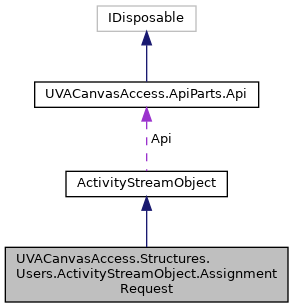 IDisposable
UVACanvasAccess.ApiParts.Api
Api
ActivityStreamObject
UVACanvasAccess.Structures.
Users.ActivityStreamObject.Assignment
Request